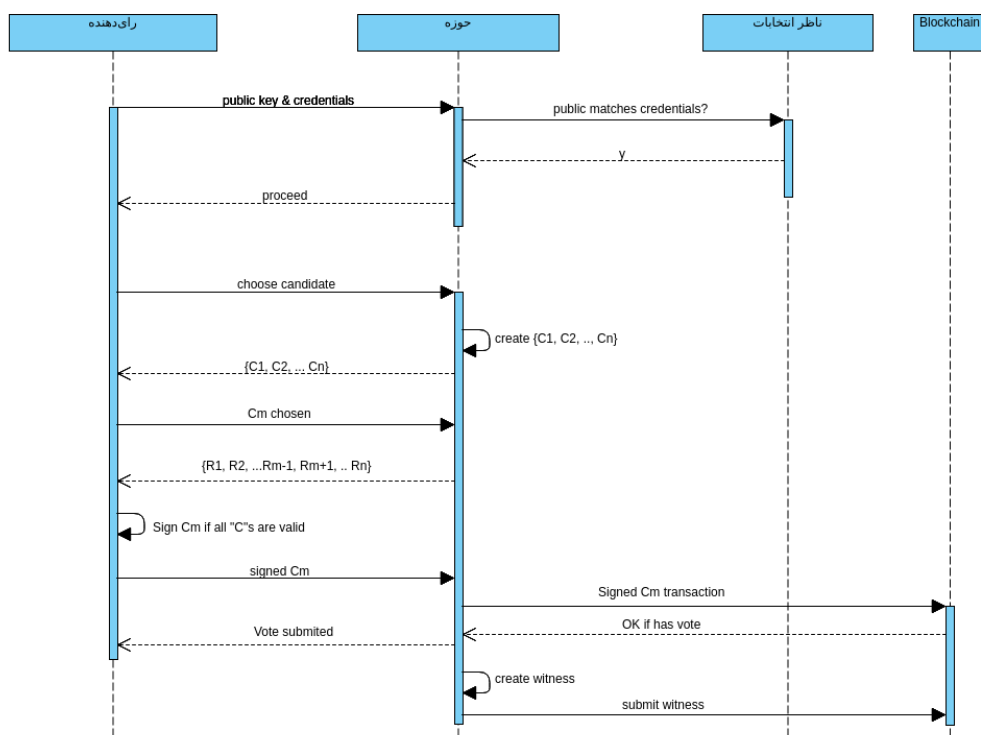 رای‌دهنده
حوزه
ناظر انتخابات
Blockchain
public key & credentials
public matches credentials?
y
proceed
choose candidate
create {C1, C2, .., Cn}
{C1, C2, ... Cn}
Cm chosen
{R1, R2, ...Rm-1, Rm+1, .. Rn}
Sign Cm if all "C"s are valid
signed Cm
Signed Cm transaction
OK if has vote
Vote submited
create witness
submit witness